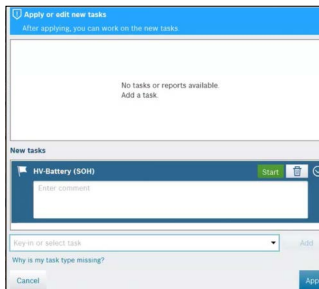 Apply or edit new tasks
After applying, you can work on the new tasks
No tasks or reports available.
Add a task.
New tasks
HV-Battery (SOH)
Start
Enter comment
Key-in or select task
Add
Why is my task type missing?
Cancel
App